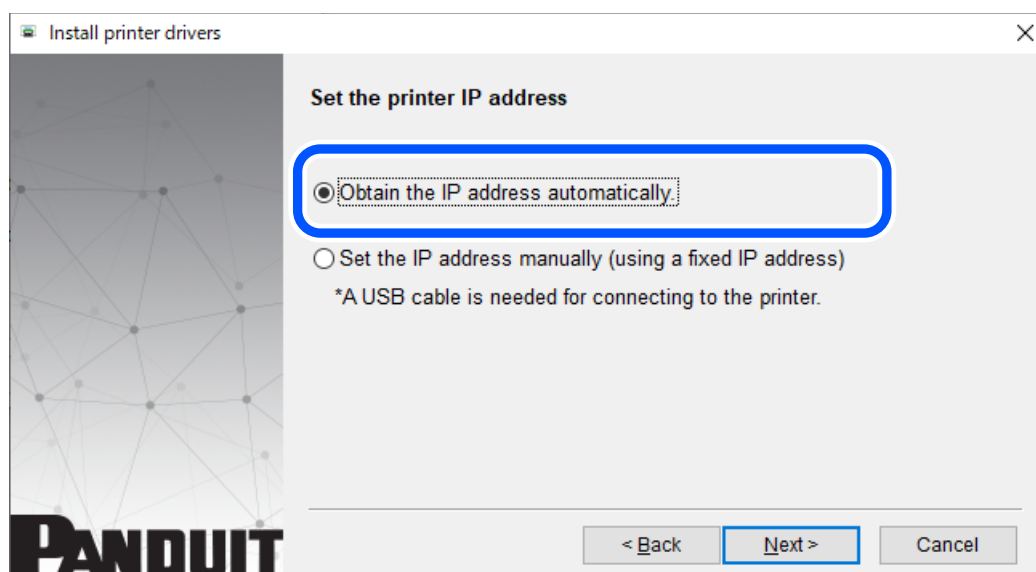 Install printer drivers
Set the printer IP address
Obtain the IP address automatically.
Set the IP address manually (using a fixed IP address)
*A USB cable is needed for connecting to the printer.
PANDUIT
< Back
Next >
Cancel